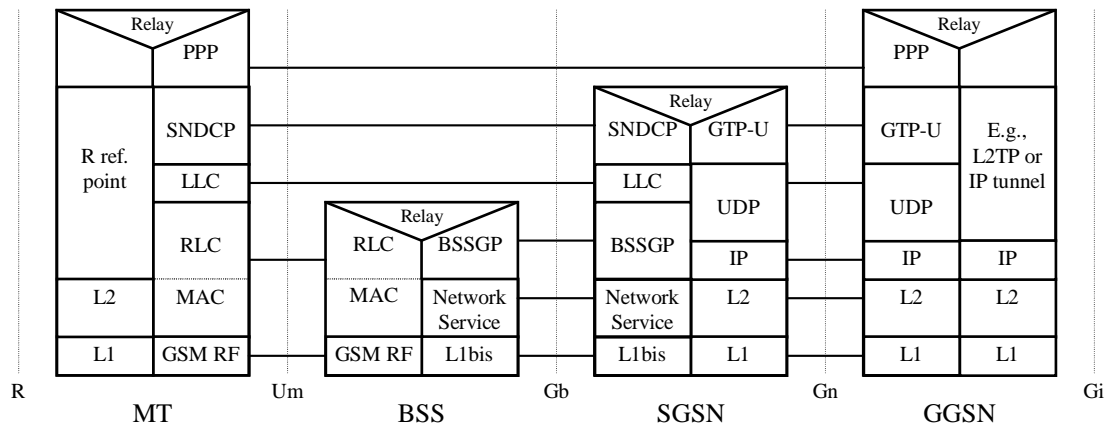 Relay
PPP
R ref.
point
SNDCP
LLC
RLC
L2
MAC
L1
GSM RF
Relay
RLC
BSSGP
MAC
Network
Service
GSM RF
L1bis
Relay
SNDCP
GTP-U
LLC
UDP
BSSGP
IP
Network
Service
L2
L1bis
L1
Relay
PPP
GTP-U
E.g.,
L2TP or
IP tunnel
UDP
IP
IP
L2
L2
L1
L1
R
Um
Gb
Gn
Gi
MT
BSS
SGSN
GGSN